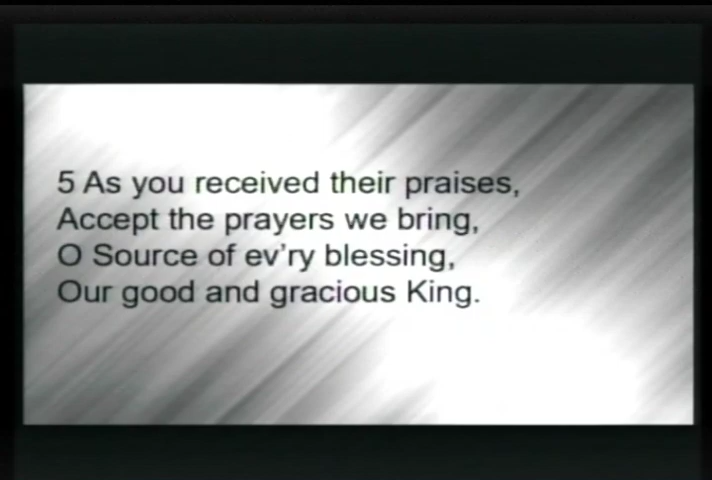 5 As you received their praises,
Accept the prayers we bring,
O Source of ev’ry blessing,
Our good and gracious King.